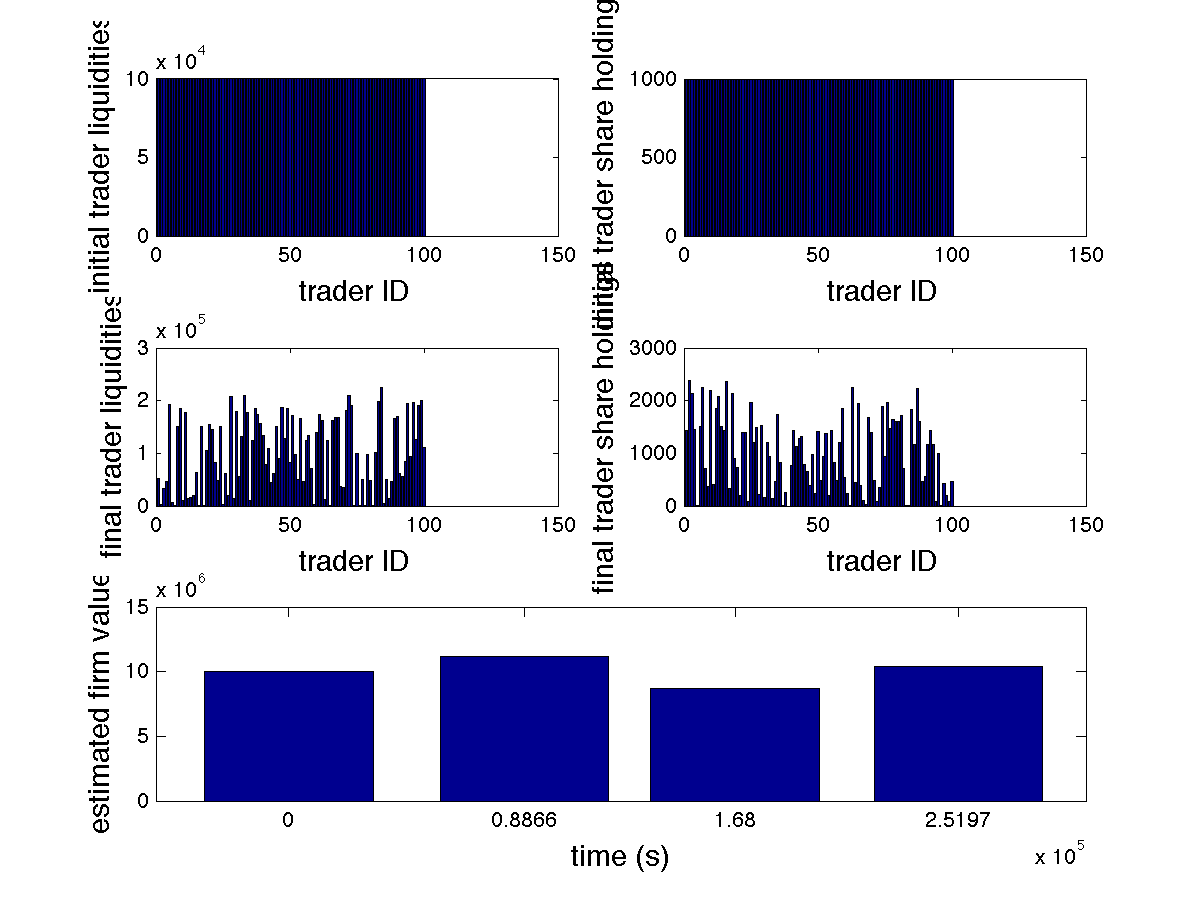 x 10^4
initial trader liquidities
10
5
0
0 50 100 150
trader ID
trader share holding
1000
500
0
0 50 100 150
trader ID
x 10^5
final trader liquidities
3
2
1
0
0 50 100 150
trader ID
final trader share holdings
3000
2000
1000
0
0 50 100 150
trader ID
x 10^6
estimated firm value
15
10
5
0
0 0.8866 1.68 2.5197
time (s)
x 10^5